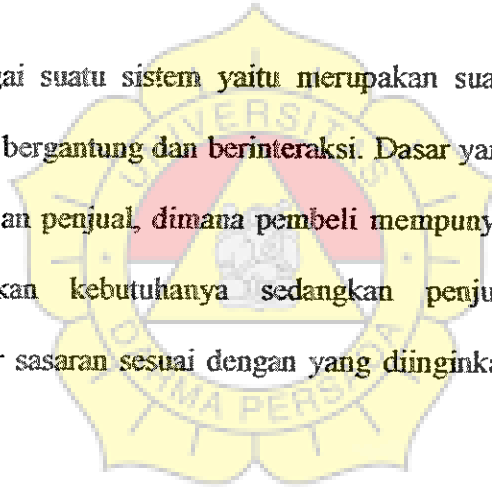 gai suatu sistem yaitu merupakan sua
bergantung dan berinteraksi. Dasar yan
an penjual, dimana pembeli mempuny
kan kebutuhanya sedangkan penju
r sasaran sesuai dengan yang diinginka
UNIVERSITAS
DARMA PERSADA